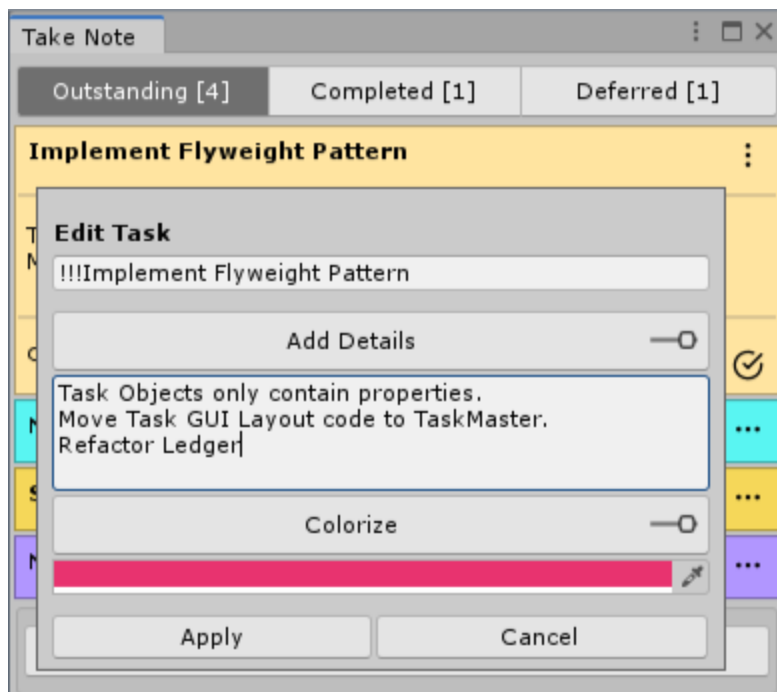 Take Note
Outstanding [4]
Completed [1]
Deferred [1]
Implement Flyweight Pattern
Edit Task
!!!Implement Flyweight Pattern
Add Details
Task Objects only contain properties.
Move Task GUI Layout code to TaskMaster.
Refactor Ledger
Colorize
Apply
Cancel